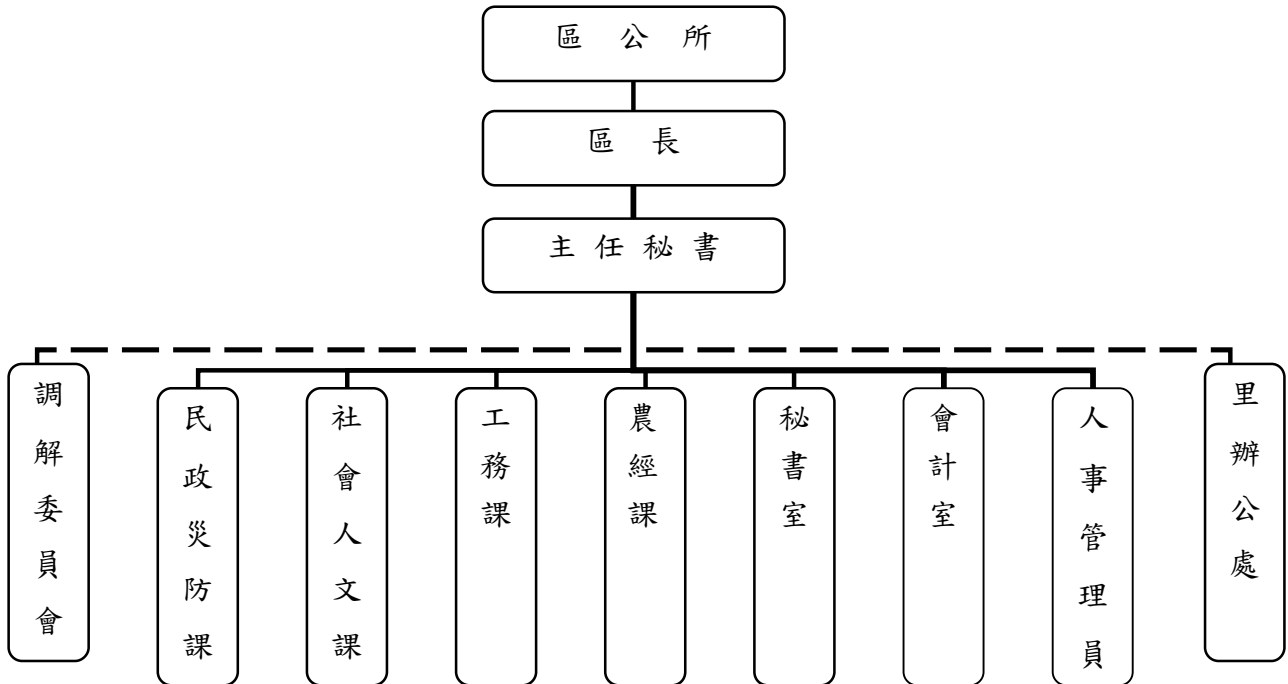 區公所
區長
主任秘書
調解委員會
民政災防課
社會人文課
工務課
農經課
秘書室
會計室
人事管理員
里辦公處